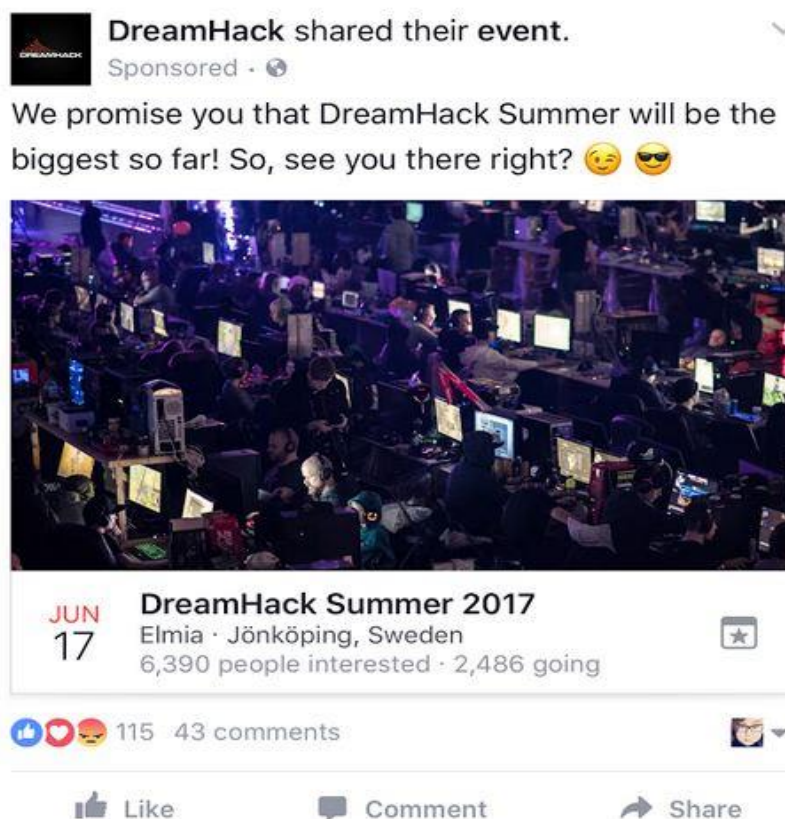 DREAMHACK
DreamHack shared their event.
Sponsored ·
We promise you that DreamHack Summer will be the
biggest so far! So, see you there right? 😉 😎
JUN
17
DreamHack Summer 2017
Elmia · Jönköping, Sweden
6,390 people interested · 2,486 going
115 43 comments
Like Comment Share